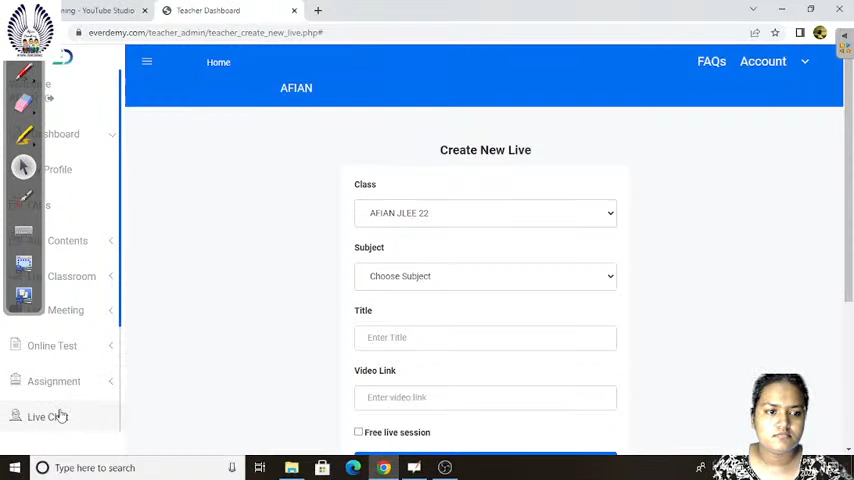 ning - YouTube Studio
Teacher Dashboard
everdemy.com/teacher_admin/teacher_create_new_live.php#
Home
FAQs
Account
AFIAN
Dashboard
Profile
Contents
Classroom
Meeting
Online Test
Assignment
Live
Create New Live
Class
AFIAN JLEE 22
Subject
Choose Subject
Title
Enter Title
Video Link
Enter video link
Free live session
Type here to search